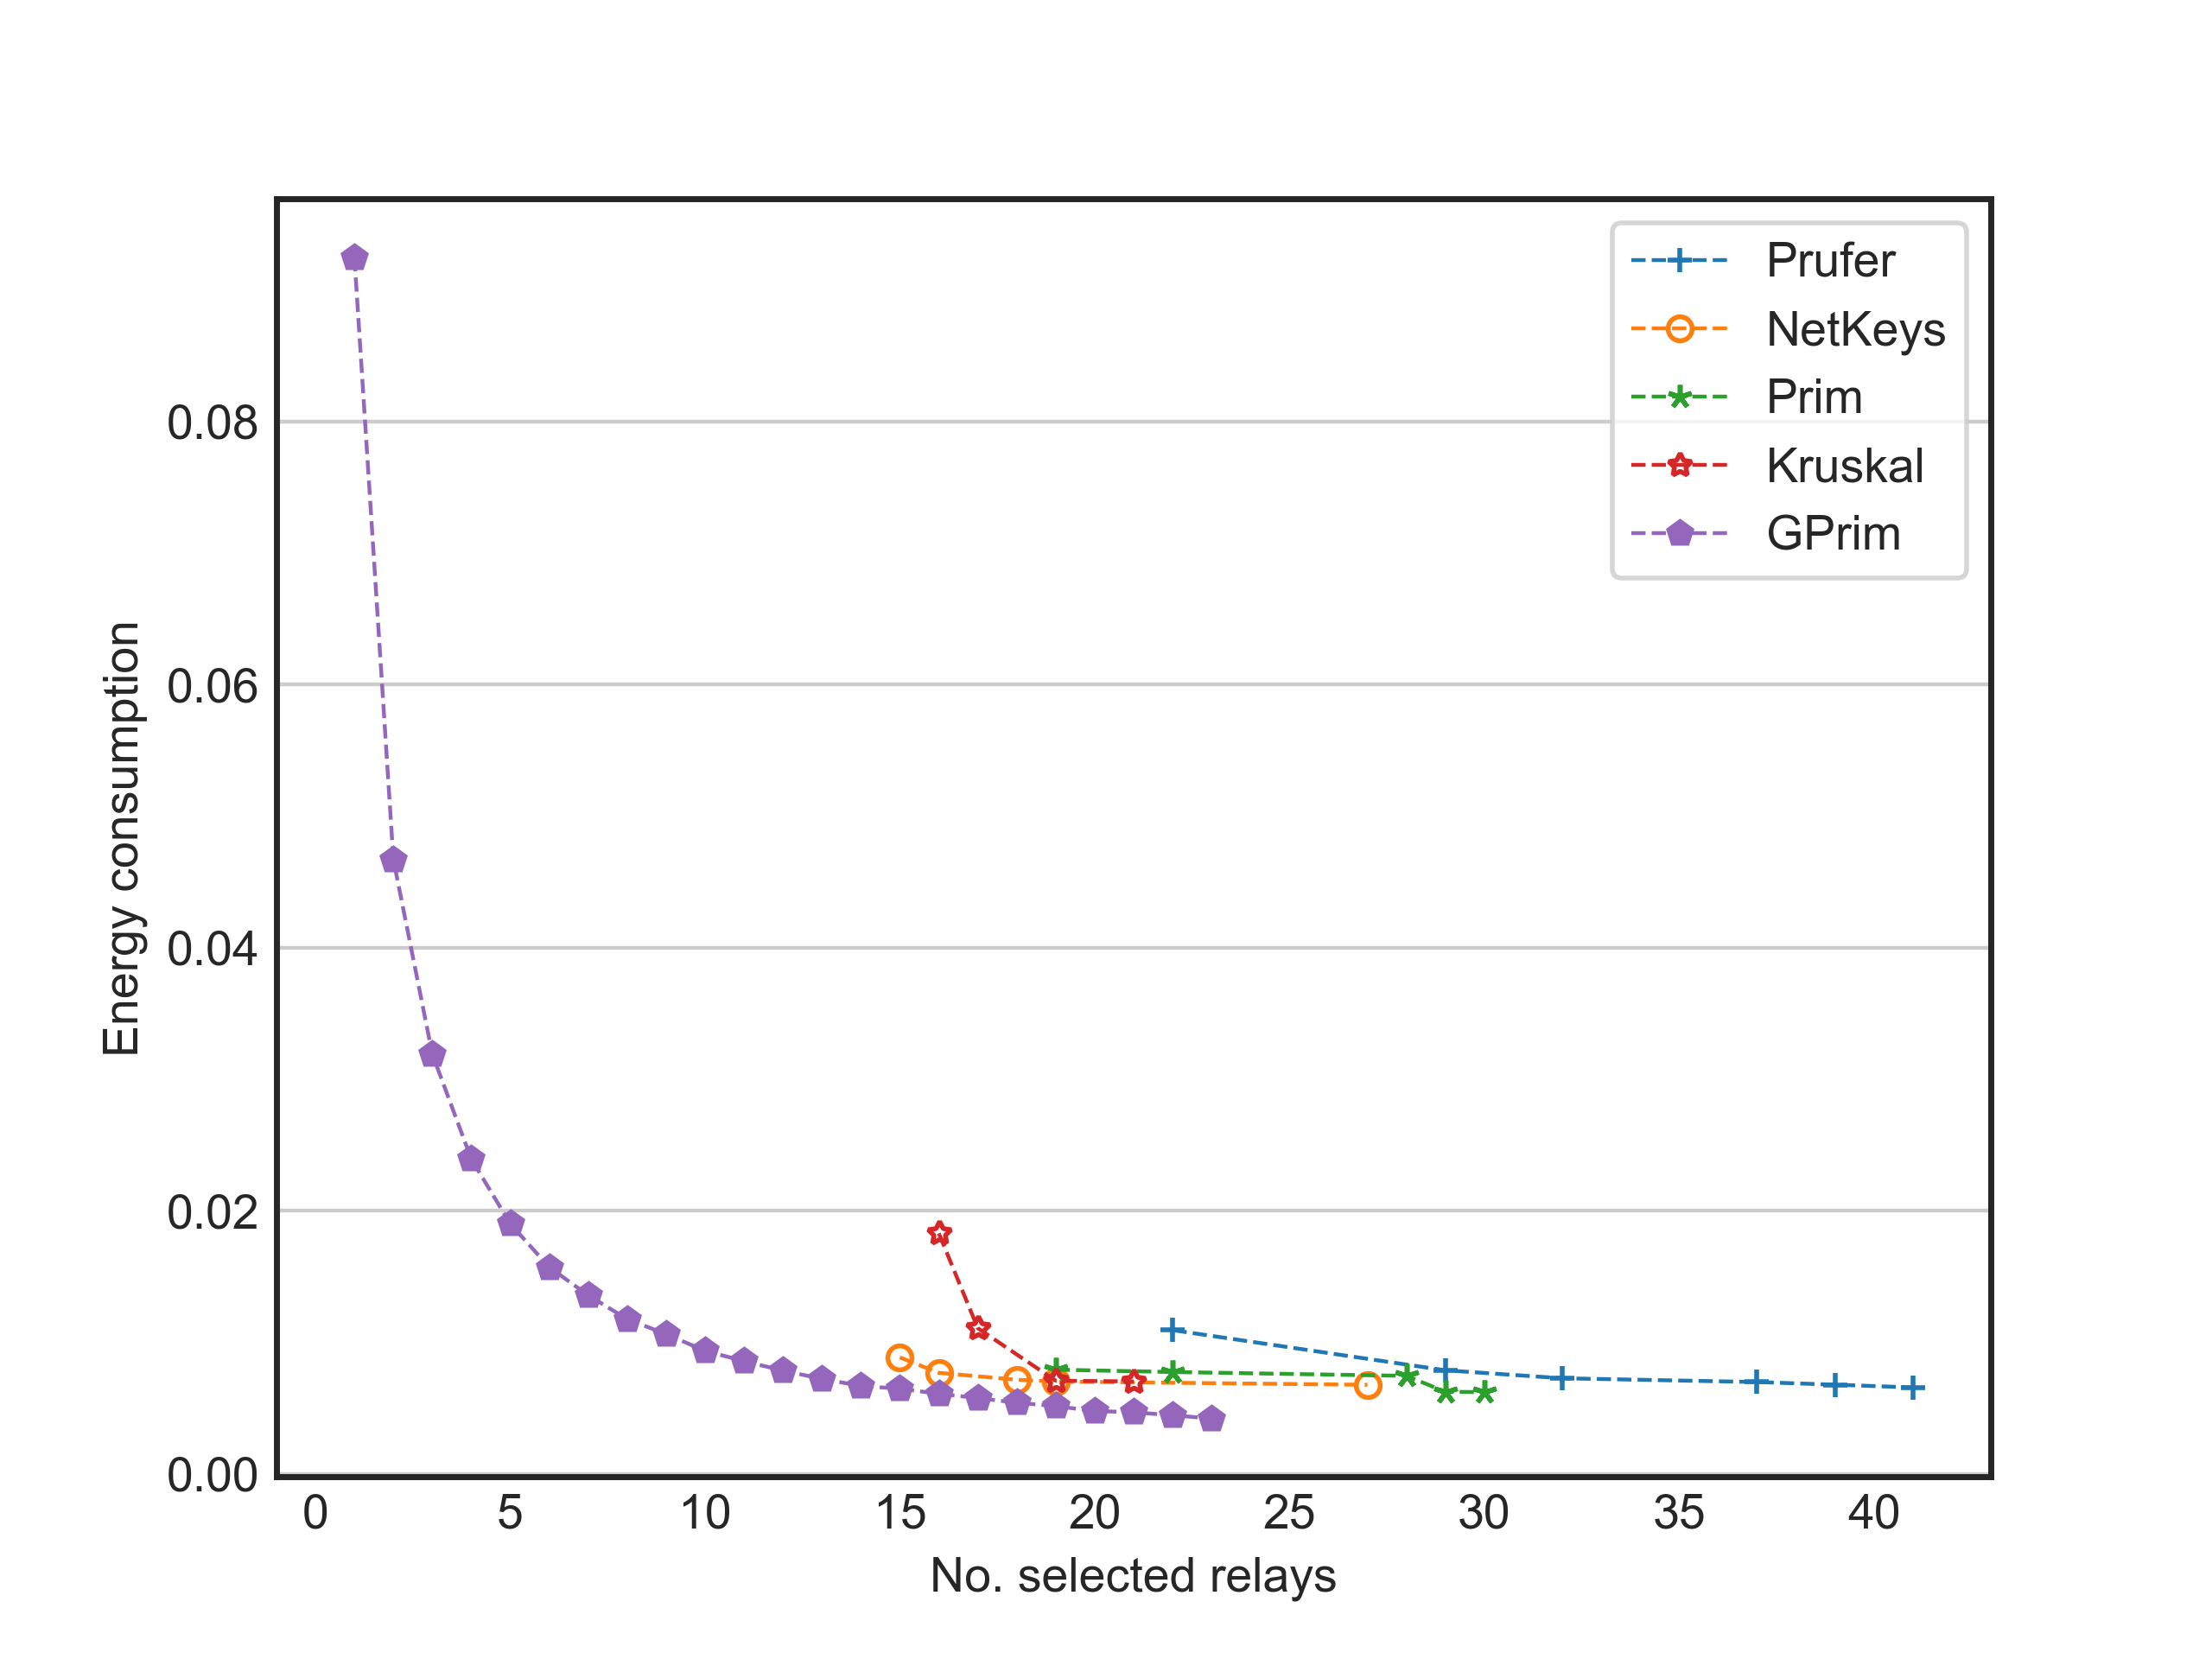 Prufer
NetKeys
Prim
Kruskal
GPrim
Energy consumption
0.08
0.06
0.04
0.02
0.00
0 5 10 15 20 25 30 35 40
No. selected relays